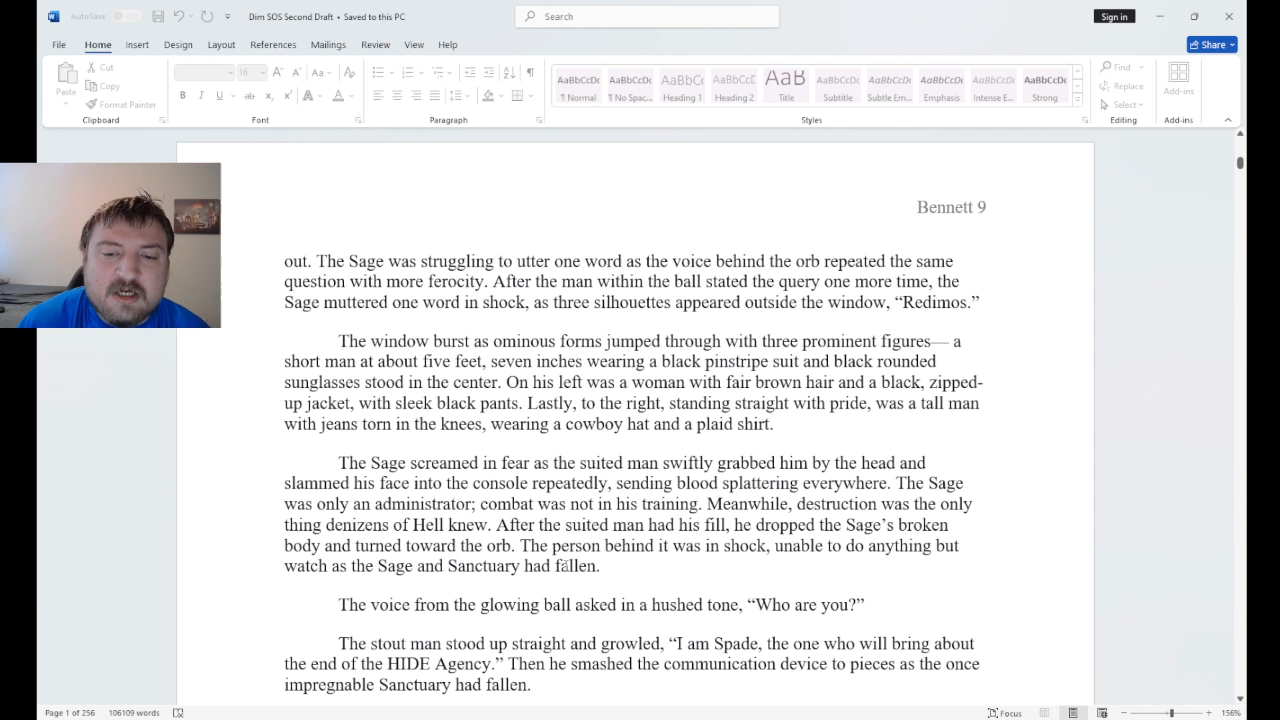 AutoSave Off Dim SOS Second Draft • Saved to this PC Search Sign in
File Home Insert Design Layout References Mailings Review View Help Share
Paste Cut Copy Format Painter
16 Aa
AaBbCcDc AaBbCcDc AaBbCc AaBbCcE AaB AaBbCcDc AaBbCcDc AaBbCcDc AaBbCcDc AaBbCcDc
¶ Normal ¶ No Spac... Heading 1 Heading 2 Title Subtitle Subtle Em... Emphasis Intense E... Strong
Find Replace Select
Add-ins
Clipboard Font Paragraph Styles Editing Add-ins
Bennett 9
out. The Sage was struggling to utter one word as the voice behind the orb repeated the same
question with more ferocity. After the man within the ball stated the query one more time, the
Sage muttered one word in shock, as three silhouettes appeared outside the window, “Redimos.”
The window burst as ominous forms jumped through with three prominent figures— a
short man at about five feet, seven inches wearing a black pinstripe suit and black rounded
sunglasses stood in the center. On his left was a woman with fair brown hair and a black, zipped-
up jacket, with sleek black pants. Lastly, to the right, standing straight with pride, was a tall man
with jeans torn in the knees, wearing a cowboy hat and a plaid shirt.
The Sage screamed in fear as the suited man swiftly grabbed him by the head and
slammed his face into the console repeatedly, sending blood splattering everywhere. The Sage
was only an administrator; combat was not in his training. Meanwhile, destruction was the only
thing denizens of Hell knew. After the suited man had his fill, he dropped the Sage’s broken
body and turned toward the orb. The person behind it was in shock, unable to do anything but
watch as the Sage and Sanctuary had fallen.
The voice from the glowing ball asked in a hushed tone, “Who are you?”
The stout man stood up straight and growled, “I am Spade, the one who will bring about
the end of the HIDE Agency.” Then he smashed the communication device to pieces as the once
impregnable Sanctuary had fallen.
Page 1 of 256 106109 words Focus 156%